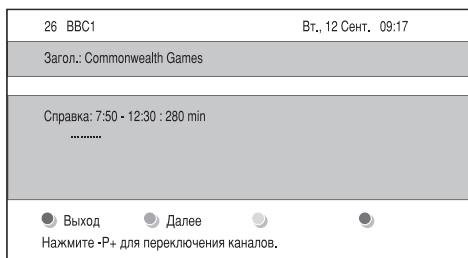 26 BBC1 Вт., 12 Сент. 09:17
Загол.: Commonwealth Games
Справка: 7:50 - 12:30 : 280 min
..........
Выход Далее
Нажмите -P+ для переключения каналов.